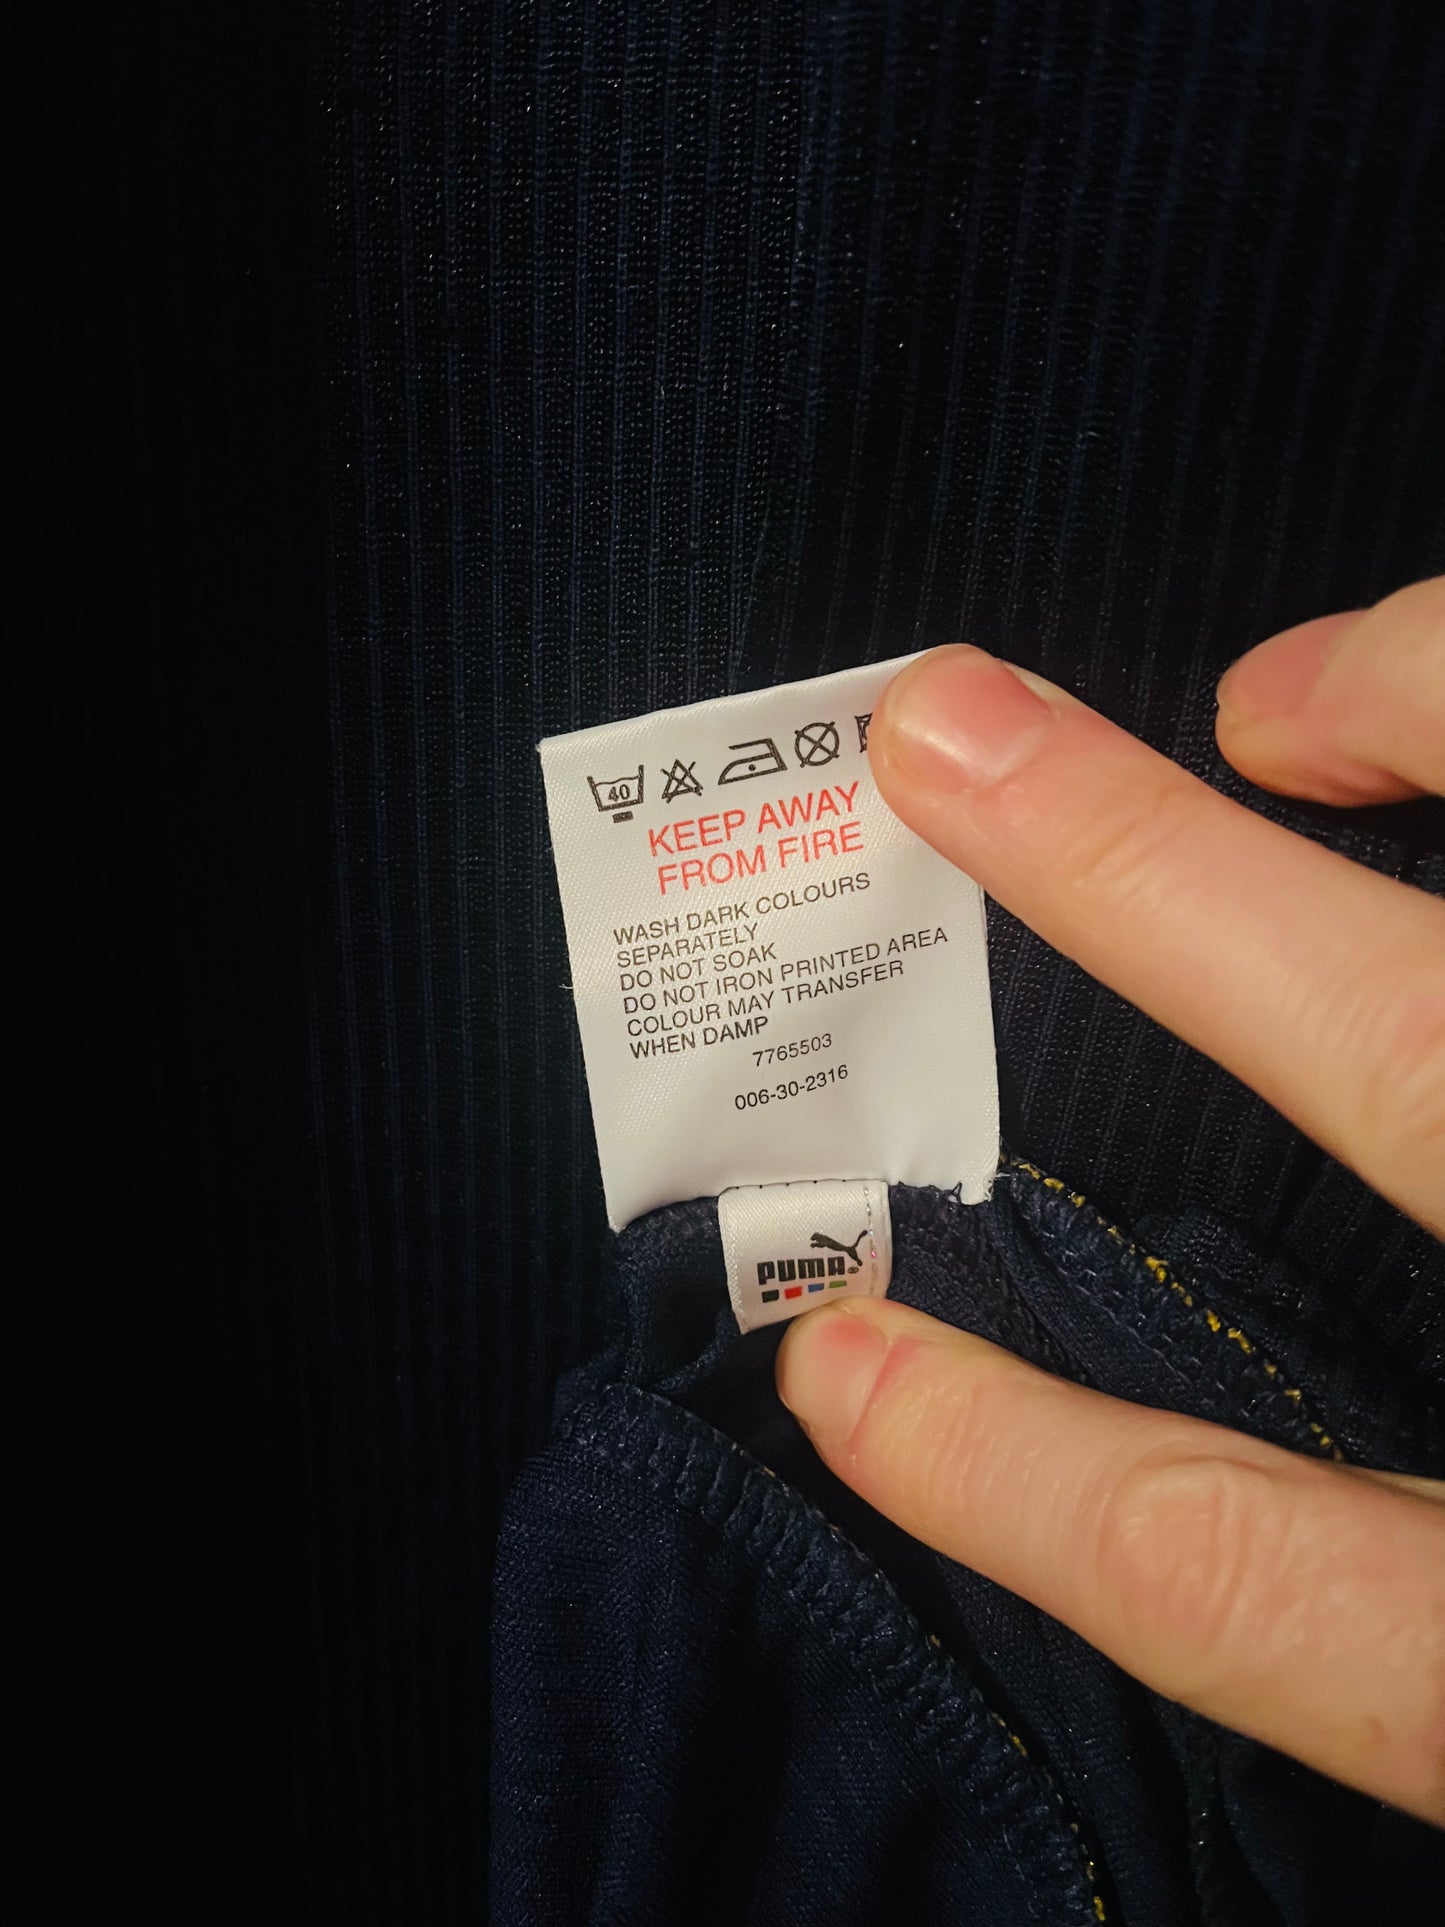 40
KEEP AWAY
FROM FIRE
WASH DARK COLOURS
SEPARATELY
DO NOT SOAK
DO NOT IRON PRINTED AREA
COLOUR MAY TRANSFER
WHEN DAMP
7765503
006-30-2316
PUMA®